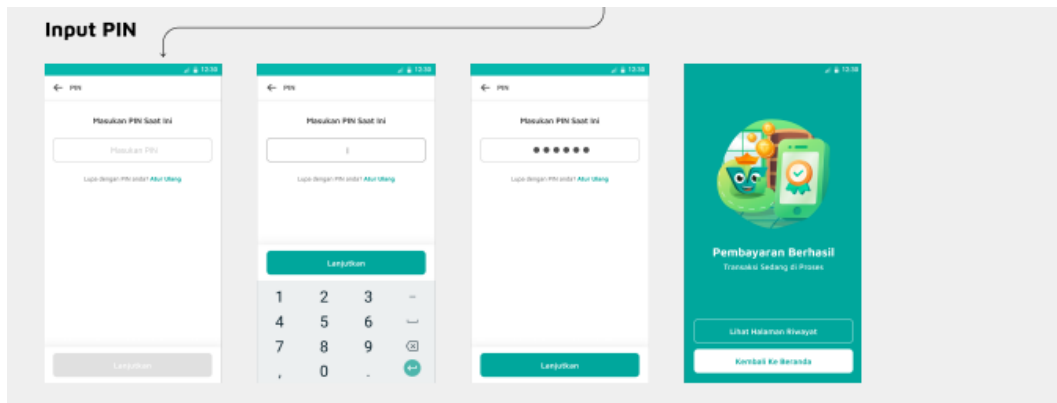 Input PIN
13:38
PIN
Masukan PIN Saat Ini
Masukan PIN
Lupa dengan PIN anda? Atur Ulang
Lanjutkan
13:38
PIN
Masukan PIN Saat Ini
Lupa dengan PIN anda? Atur Ulang
Lanjutkan
1 2 3 -
4 5 6
7 8 9
, 0 .
13:38
PIN
Masukan PIN Saat Ini
Lupa dengan PIN anda? Atur Ulang
Lanjutkan
13:38
Pembayaran Berhasil
Transaksi Sedang di Proses
Lihat Halaman Riwayat
Kembali Ke Beranda